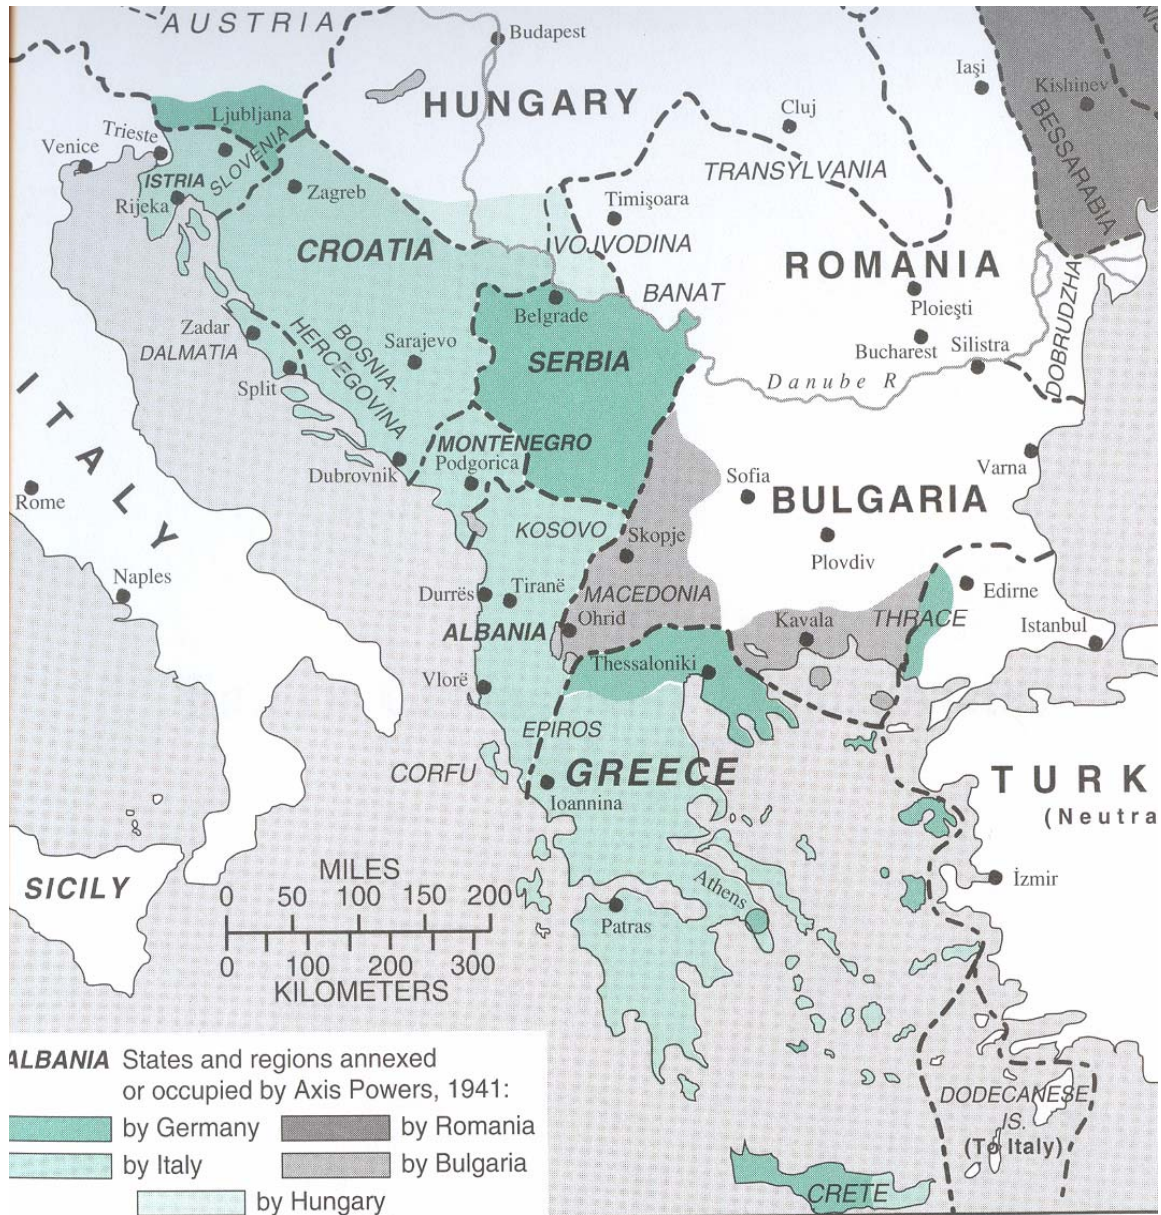 AUSTRIA
Budapest
HUNGARY
Cluj
Iaşi
Kishinev
BESSARABIA
Ljubljana
Trieste
Venice
SLOVENIA
ISTRIA
Rijeka
Zagreb
TRANSYLVANIA
Timişoara
VOJVODINA
CROATIA
ROMANIA
BANAT
Belgrade
Ploieşti
Bucharest
Silistra
DOBRUDZHA
Zadar
DALMATIA
BOSNIA-
HERCEGOVINA
Sarajevo
SERBIA
Split
Danube R
ITALY
MONTENEGRO
Podgorica
Dubrovnik
Sofia
Varna
BULGARIA
Rome
KOSOVO
Skopje
Plovdiv
Naples
Durrës
Tiranë
MACEDONIA
Edirne
ALBANIA
Ohrid
Kavala
THRACE
Istanbul
Thessaloniki
Vlorë
EPIROS
CORFU
GREECE
Ioannina
TURK
(Neutra
SICILY
MILES
0 50 100 150 200
0 100 200 300
KILOMETERS
Athens
Patras
İzmir
ALBANIA States and regions annexed
or occupied by Axis Powers, 1941:
by Germany by Romania
by Italy by Bulgaria
by Hungary
DODECANESE
IS.
(To Italy)
CRETE